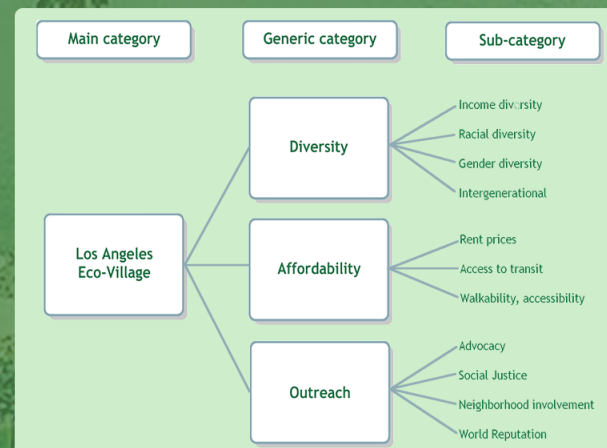 Main category
Generic category
Sub-category
Los Angeles
Eco-Village
Diversity
Income diversity
Racial diversity
Gender diversity
Intergenerational
Affordability
Rent prices
Access to transit
Walkability, accessibility
Outreach
Advocacy
Social Justice
Neighborhood involvement
World Reputation